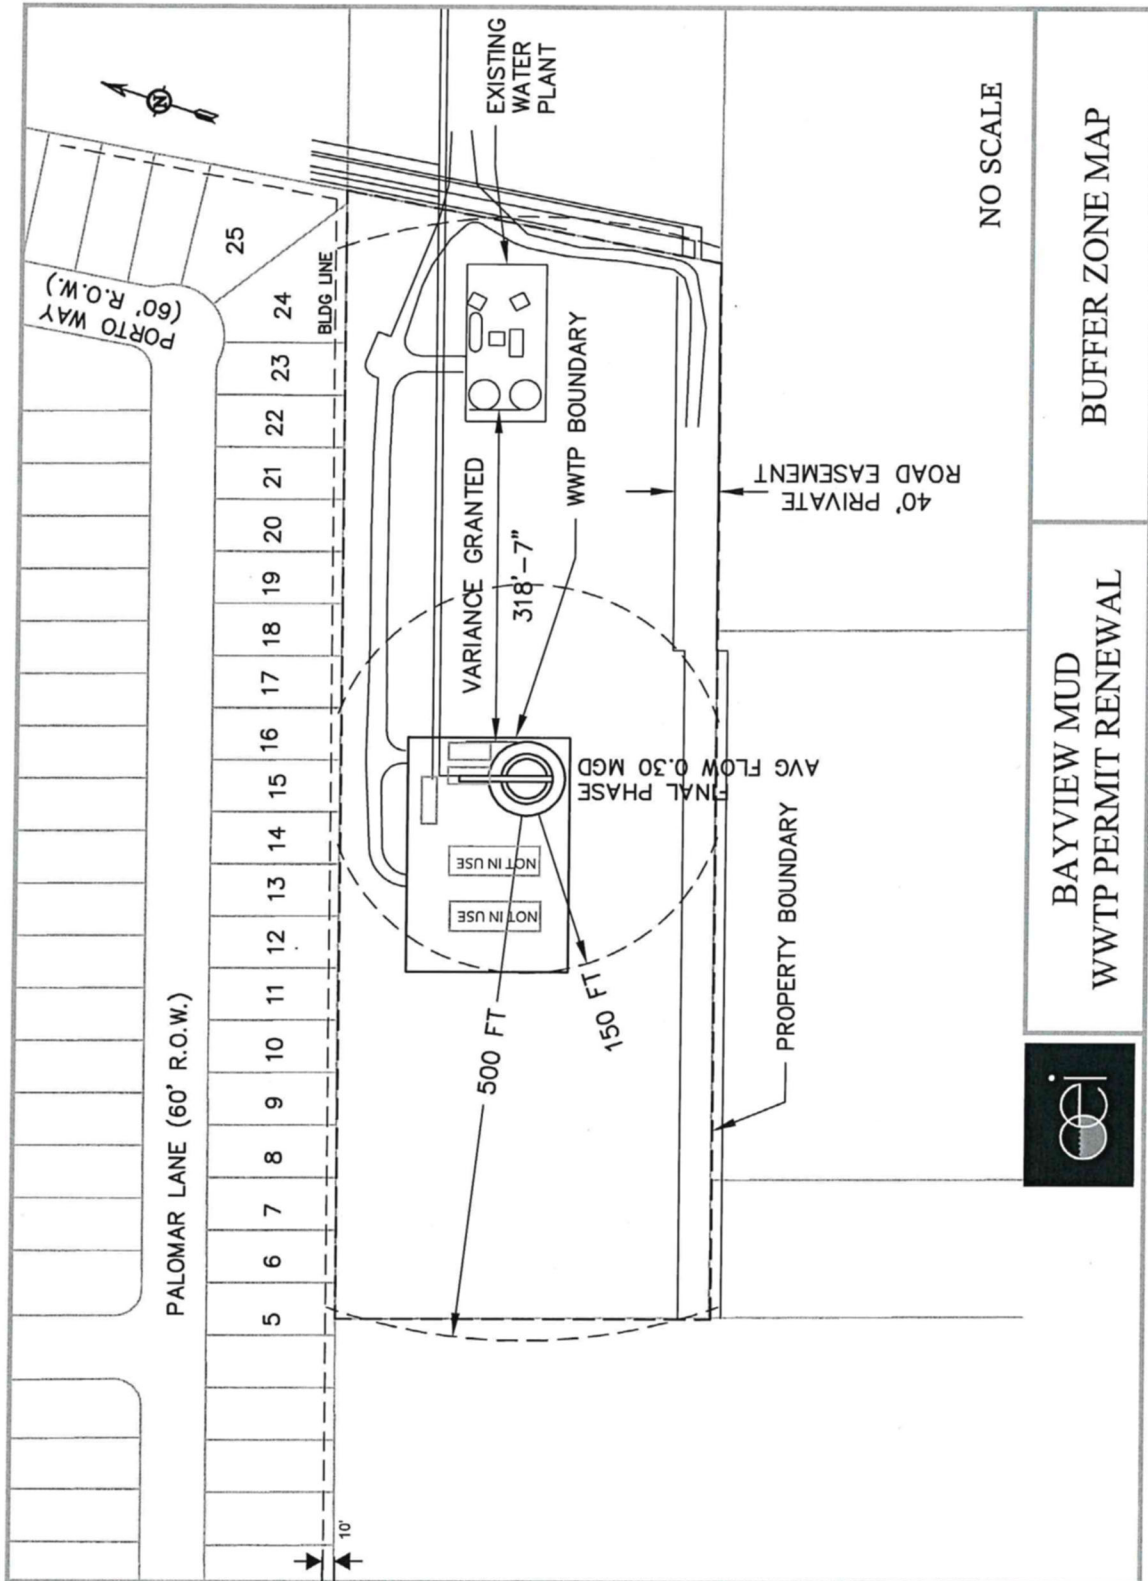 PALOMAR LANE (60' R.O.W.)
PORTO WAY
(60' R.O.W.)
N
5
6
7
8
9
10
11
12
13
14
15
16
17
18
19
20
21
22
23
24
25
BLDG LINE
10'
EXISTING
WATER
PLANT
VARIANCE GRANTED
318'-7"
WWTP BOUNDARY
NOT IN USE
NOT IN USE
FINAL PHASE
AVG FLOW 0.30 MGD
500 FT
150 FT
40' PRIVATE
ROAD EASEMENT
PROPERTY BOUNDARY
NO SCALE
oei
BAYVIEW MUD
WWTP PERMIT RENEWAL
BUFFER ZONE MAP